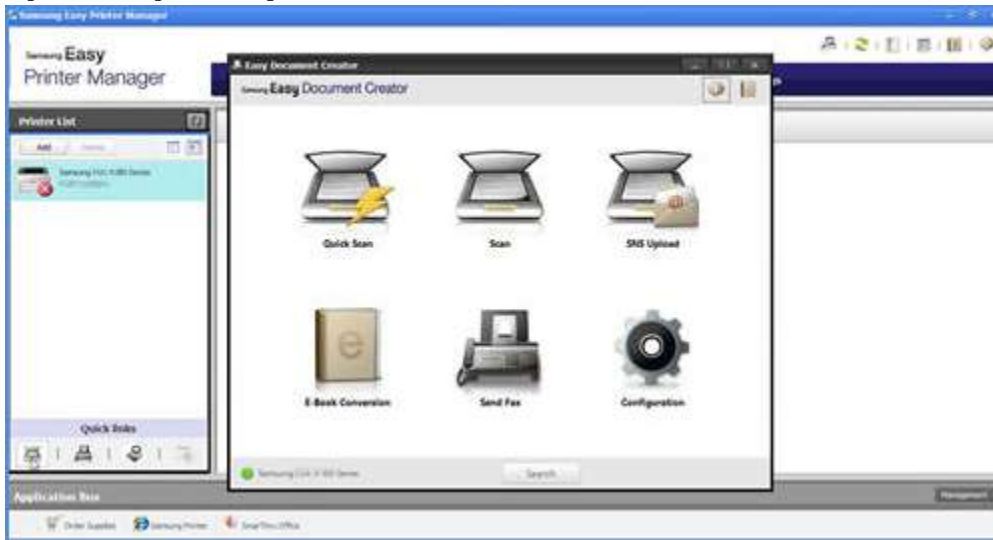 Samsung Easy Printer Manager
Samsung Easy
Printer Manager
Easy Document Creator
Samsung Easy Document Creator
Printer List
Add
Quick Scan
Scan
SNS Upload
E-Book Conversion
Send Fax
Configuration
Quick links
Search
Application Box
Management
Order Supplies
Samsung Printer
SmarThru Office